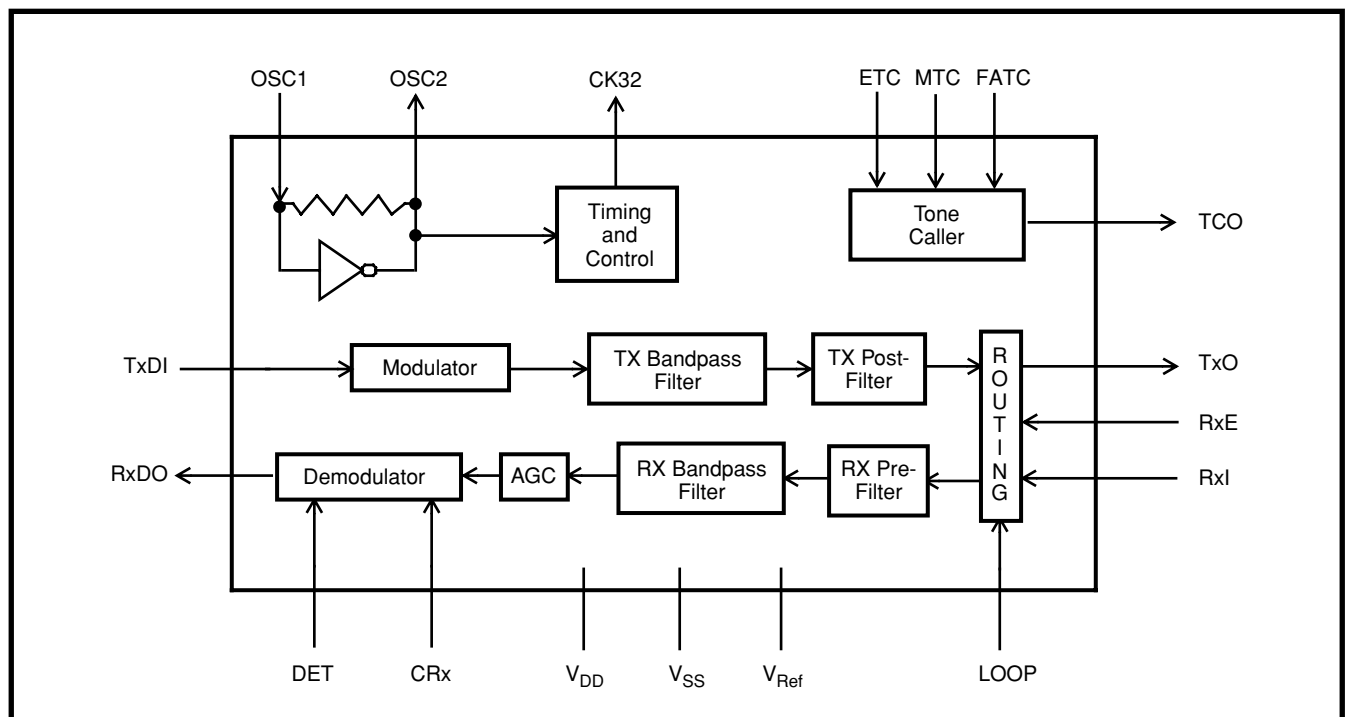 OSC1 OSC2 CK32 ETC MTC FATC
Timing
and
Control
Tone
Caller
TCO
TxDI
Modulator
TX Bandpass
Filter
TX Post-
Filter
ROUTING
TxO
RxE
RxDO
Demodulator
AGC
RX Bandpass
Filter
RX Pre-
Filter
RxI
DET CRx VDD VSS VRef LOOP